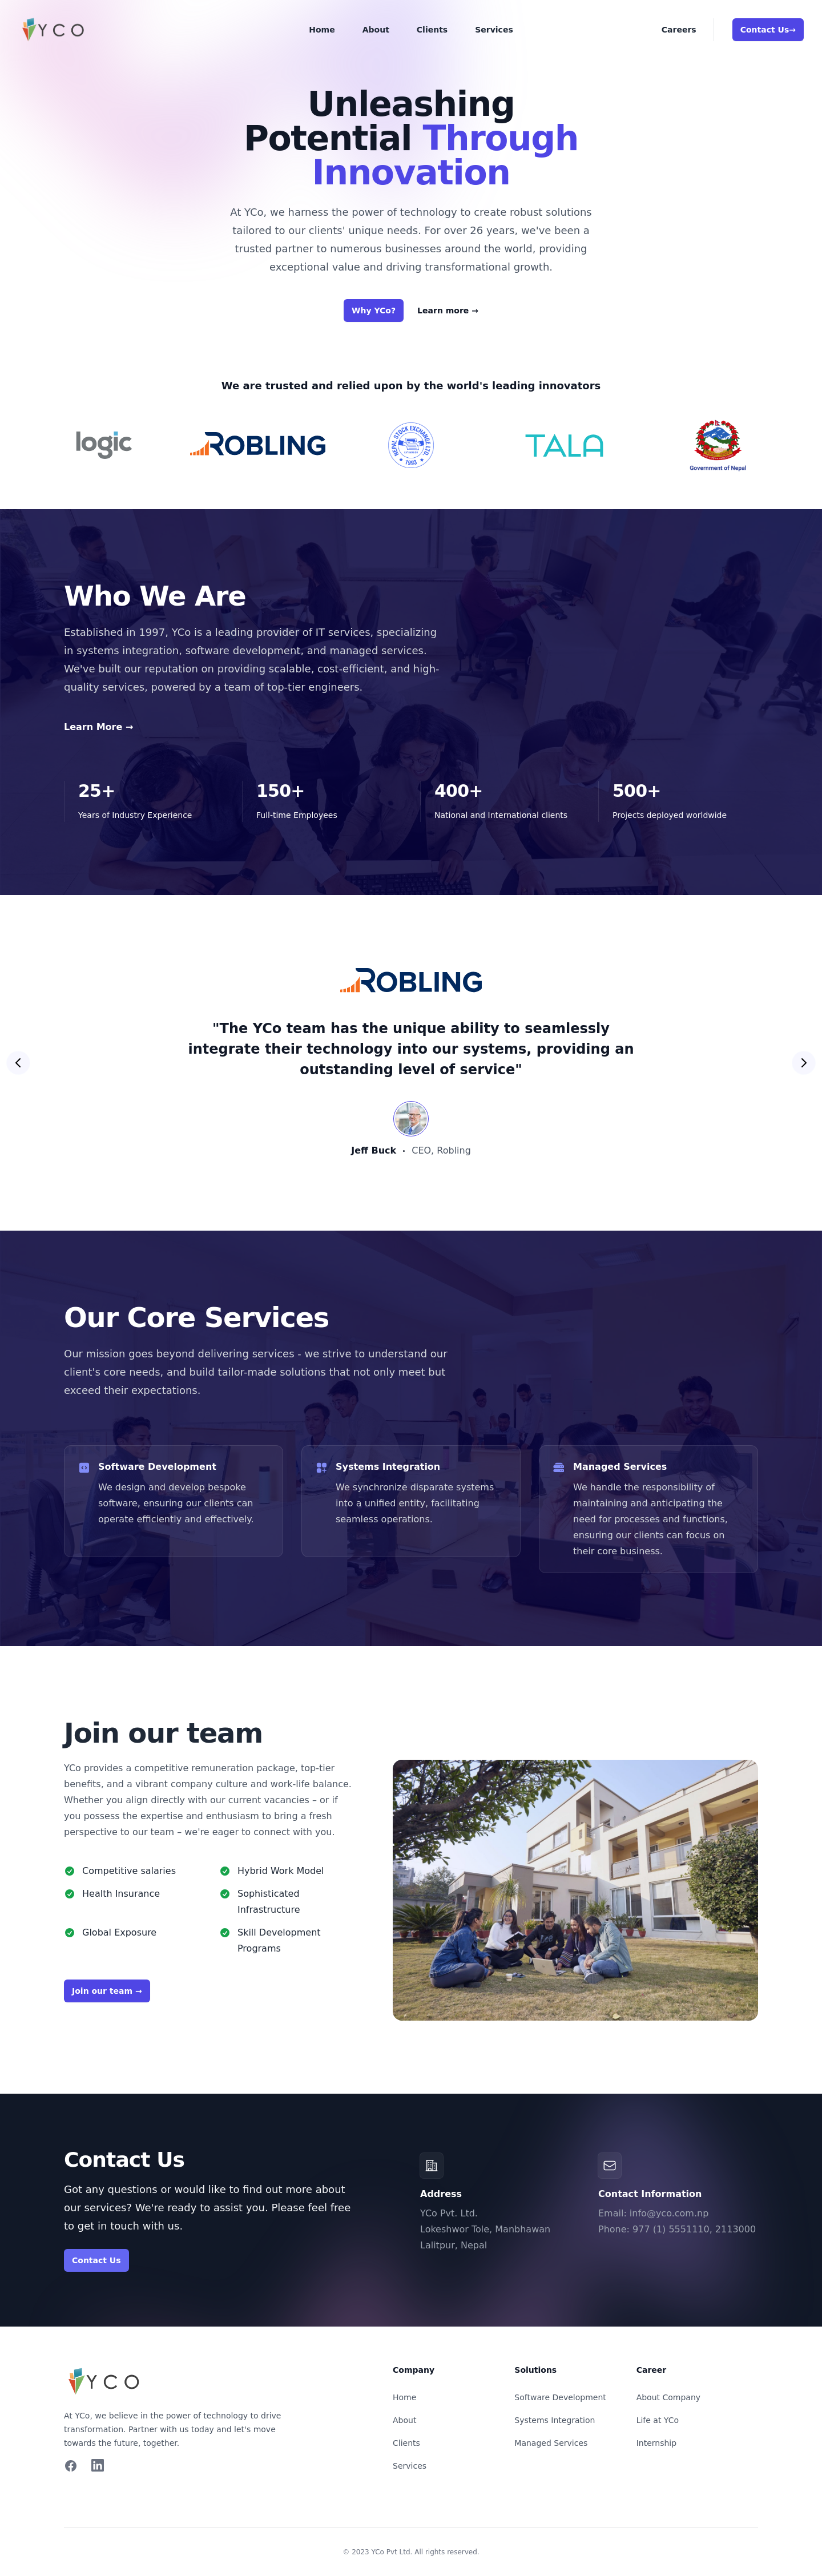 YCO
Home
About
Clients
Services
Careers
Contact Us→
Unleashing
Potential Through
Innovation
At YCo, we harness the power of technology to create robust solutions
tailored to our clients' unique needs. For over 26 years, we've been a
trusted partner to numerous businesses around the world, providing
exceptional value and driving transformational growth.
Why YCo?
Learn more →
We are trusted and relied upon by the world's leading innovators
logic
ROBLING
NEPAL STOCK EXCHANGE LTD.
1993
TALA
Government of Nepal
Who We Are
Established in 1997, YCo is a leading provider of IT services, specializing
in systems integration, software development, and managed services.
We've built our reputation on providing scalable, cost-efficient, and high-
quality services, powered by a team of top-tier engineers.
Learn More →
25+
Years of Industry Experience
150+
Full-time Employees
400+
National and International clients
500+
Projects deployed worldwide
ROBLING
"The YCo team has the unique ability to seamlessly
integrate their technology into our systems, providing an
outstanding level of service"
Jeff Buck • CEO, Robling
Our Core Services
Our mission goes beyond delivering services - we strive to understand our
client's core needs, and build tailor-made solutions that not only meet but
exceed their expectations.
Software Development
We design and develop bespoke
software, ensuring our clients can
operate efficiently and effectively.
Systems Integration
We synchronize disparate systems
into a unified entity, facilitating
seamless operations.
Managed Services
We handle the responsibility of
maintaining and anticipating the
need for processes and functions,
ensuring our clients can focus on
their core business.
Join our team
YCo provides a competitive remuneration package, top-tier
benefits, and a vibrant company culture and work-life balance.
Whether you align directly with our current vacancies – or if
you possess the expertise and enthusiasm to bring a fresh
perspective to our team – we're eager to connect with you.
Competitive salaries
Hybrid Work Model
Health Insurance
Sophisticated
Infrastructure
Global Exposure
Skill Development
Programs
Join our team →
Contact Us
Got any questions or would like to find out more about
our services? We're ready to assist you. Please feel free
to get in touch with us.
Contact Us
Address
YCo Pvt. Ltd.
Lokeshwor Tole, Manbhawan
Lalitpur, Nepal
Contact Information
Email: info@yco.com.np
Phone: 977 (1) 5551110, 2113000
YCO
At YCo, we believe in the power of technology to drive
transformation. Partner with us today and let's move
towards the future, together.
Company
Home
About
Clients
Services
Solutions
Software Development
Systems Integration
Managed Services
Career
About Company
Life at YCo
Internship
© 2023 YCo Pvt Ltd. All rights reserved.